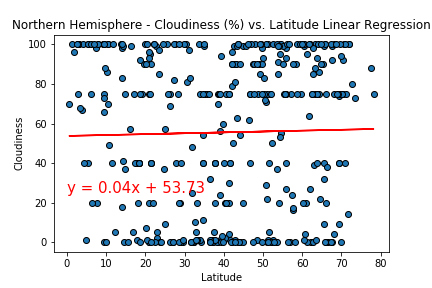 Northern Hemisphere - Cloudiness (%) vs. Latitude Linear Regression
100
80
60
40
20
0
Cloudiness
y = 0.04x + 53.73
0 10 20 30 40 50 60 70 80
Latitude